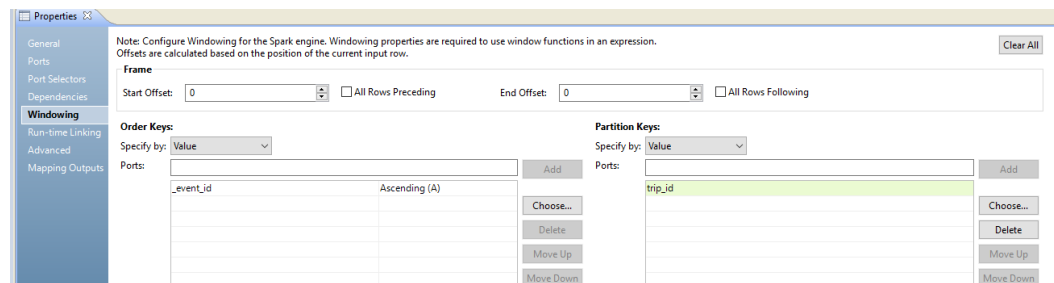 Properties
General
Ports
Port Selectors
Dependencies
Windowing
Run-time Linking
Advanced
Mapping Outputs
Note: Configure Windowing for the Spark engine. Windowing properties are required to use window functions in an expression.
Offsets are calculated based on the position of the current input row.
Clear All
Frame
Start Offset: 0 All Rows Preceding End Offset: 0 All Rows Following
Order Keys:
Specify by: Value
Ports: Add
_event_id Ascending (A)
Choose...
Delete
Move Up
Move Down
Partition Keys:
Specify by: Value
Ports: Add
trip_id
Choose...
Delete
Move Up
Move Down